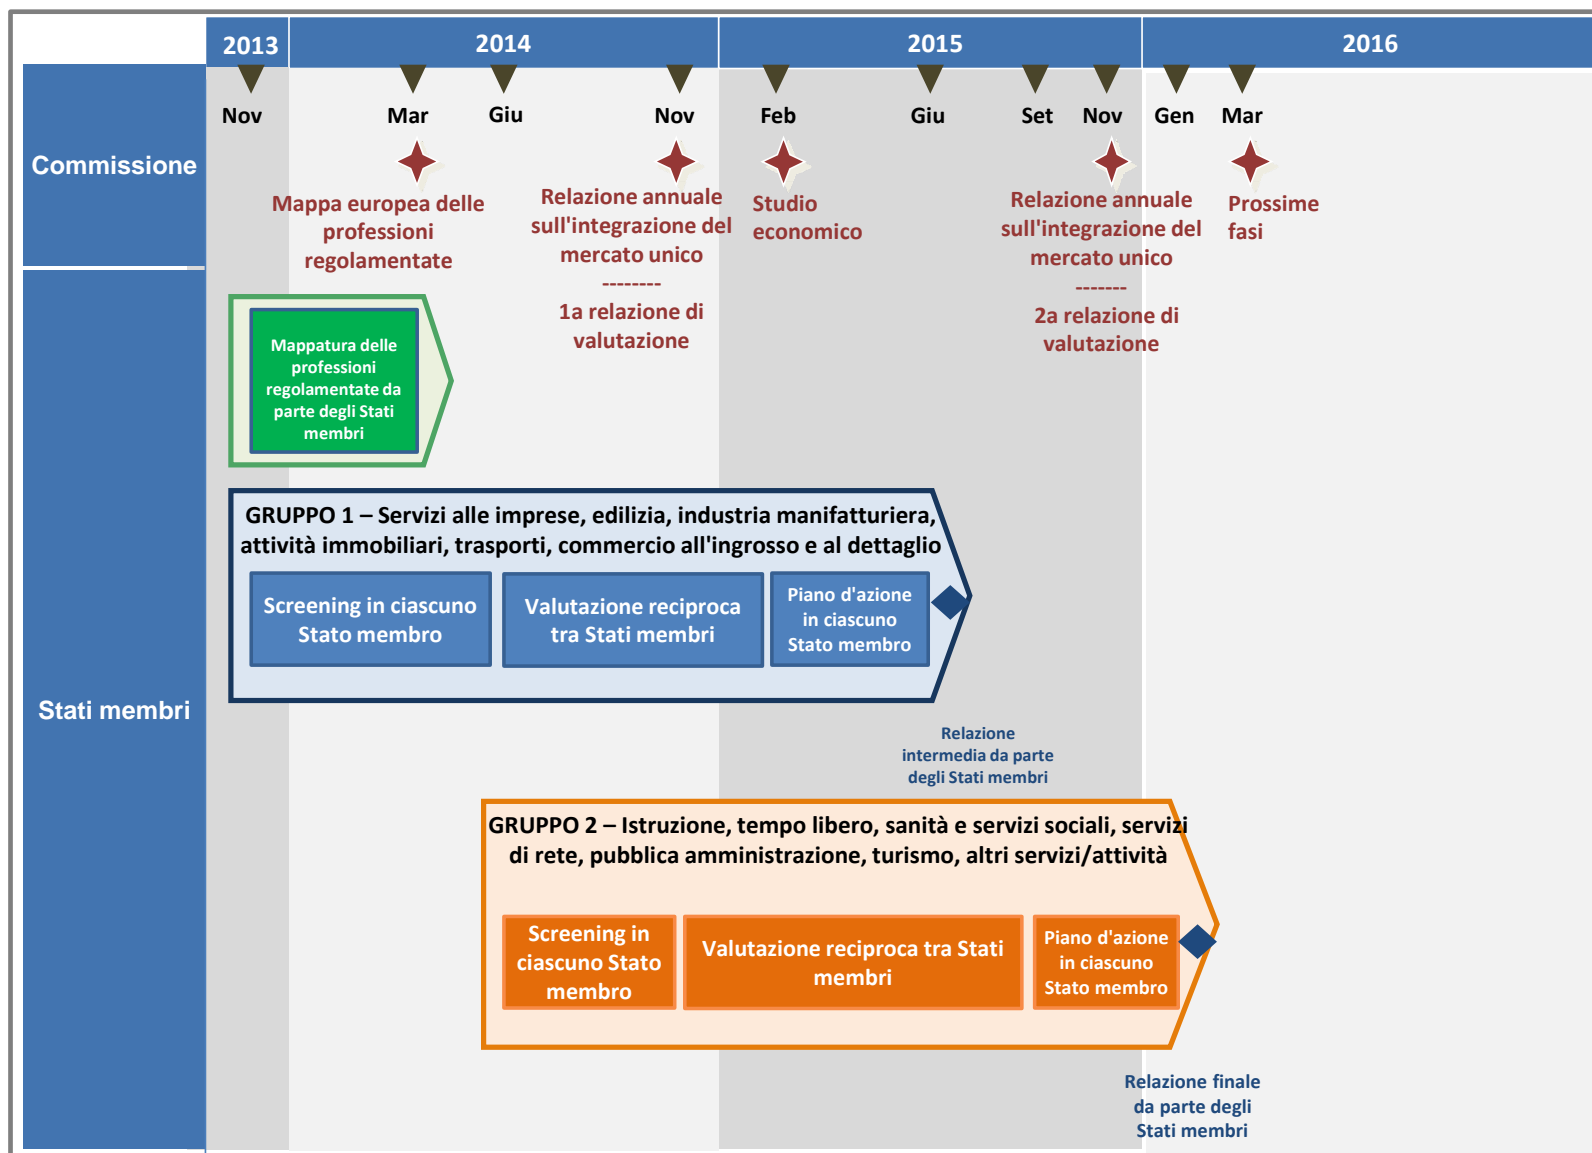 2013
2014
2015
2016
Nov
Mar
Giu
Nov
Feb
Giu
Set
Nov
Gen
Mar
Commissione
Mappa europea delle
professioni
regolamentate
Relazione annuale
sull'integrazione del
mercato unico
--------
1a relazione di
valutazione
Studio
economico
Relazione annuale
sull'integrazione del
mercato unico
-------
2a relazione di
valutazione
Prossime
fasi
Stati membri
Mappatura delle
professioni
regolamentate da
parte degli Stati
membri
GRUPPO 1 – Servizi alle imprese, edilizia, industria manifatturiera,
attività immobiliari, trasporti, commercio all'ingrosso e al dettaglio
Screening in ciascuno
Stato membro
Valutazione reciproca
tra Stati membri
Piano d'azione
in ciascuno
Stato membro
Relazione
intermedia da parte
degli Stati membri
GRUPPO 2 – Istruzione, tempo libero, sanità e servizi sociali, servizi
di rete, pubblica amministrazione, turismo, altri servizi/attività
Screening in
ciascuno Stato
membro
Valutazione reciproca tra Stati
membri
Piano d'azione
in ciascuno
Stato membro
Relazione finale
da parte degli
Stati membri